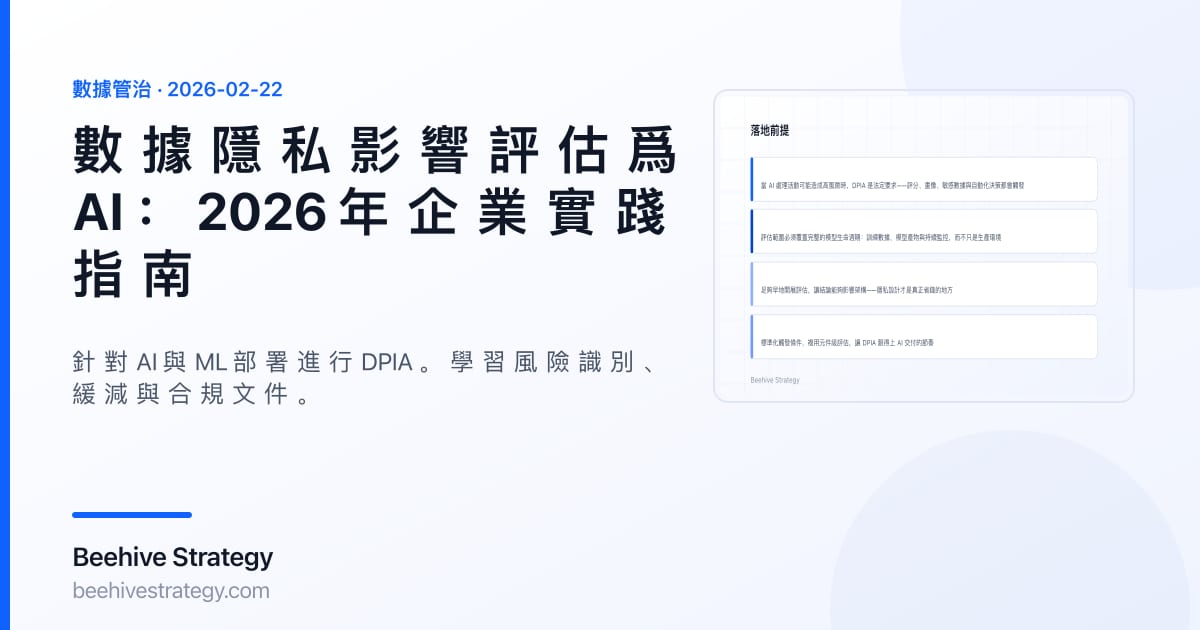 數據管治 · 2026-02-22
數據隱私影響評估爲
AI：2026年企業實踐
指南
針對AI與ML部署進行DPIA。學習風險識別、
緩減與合規文件。
Beehive Strategy
beehivestrategy.com
落地前提
當 AI 處理活動可能造成高風險時，DPIA 是法定要求——評分、畫像、敏感數據與自動化決策都會觸發
評估範圍必須覆蓋完整的模型生命週期：訓練數據、模型產物與持續監控，而不只是生產環境
足夠早地開展評估，讓結論能夠影響架構——隱私設計才是真正省錢的地方
標準化觸發條件、複用元件級評估，讓 DPIA 跟得上 AI 交付的節奏
Beehive Strategy